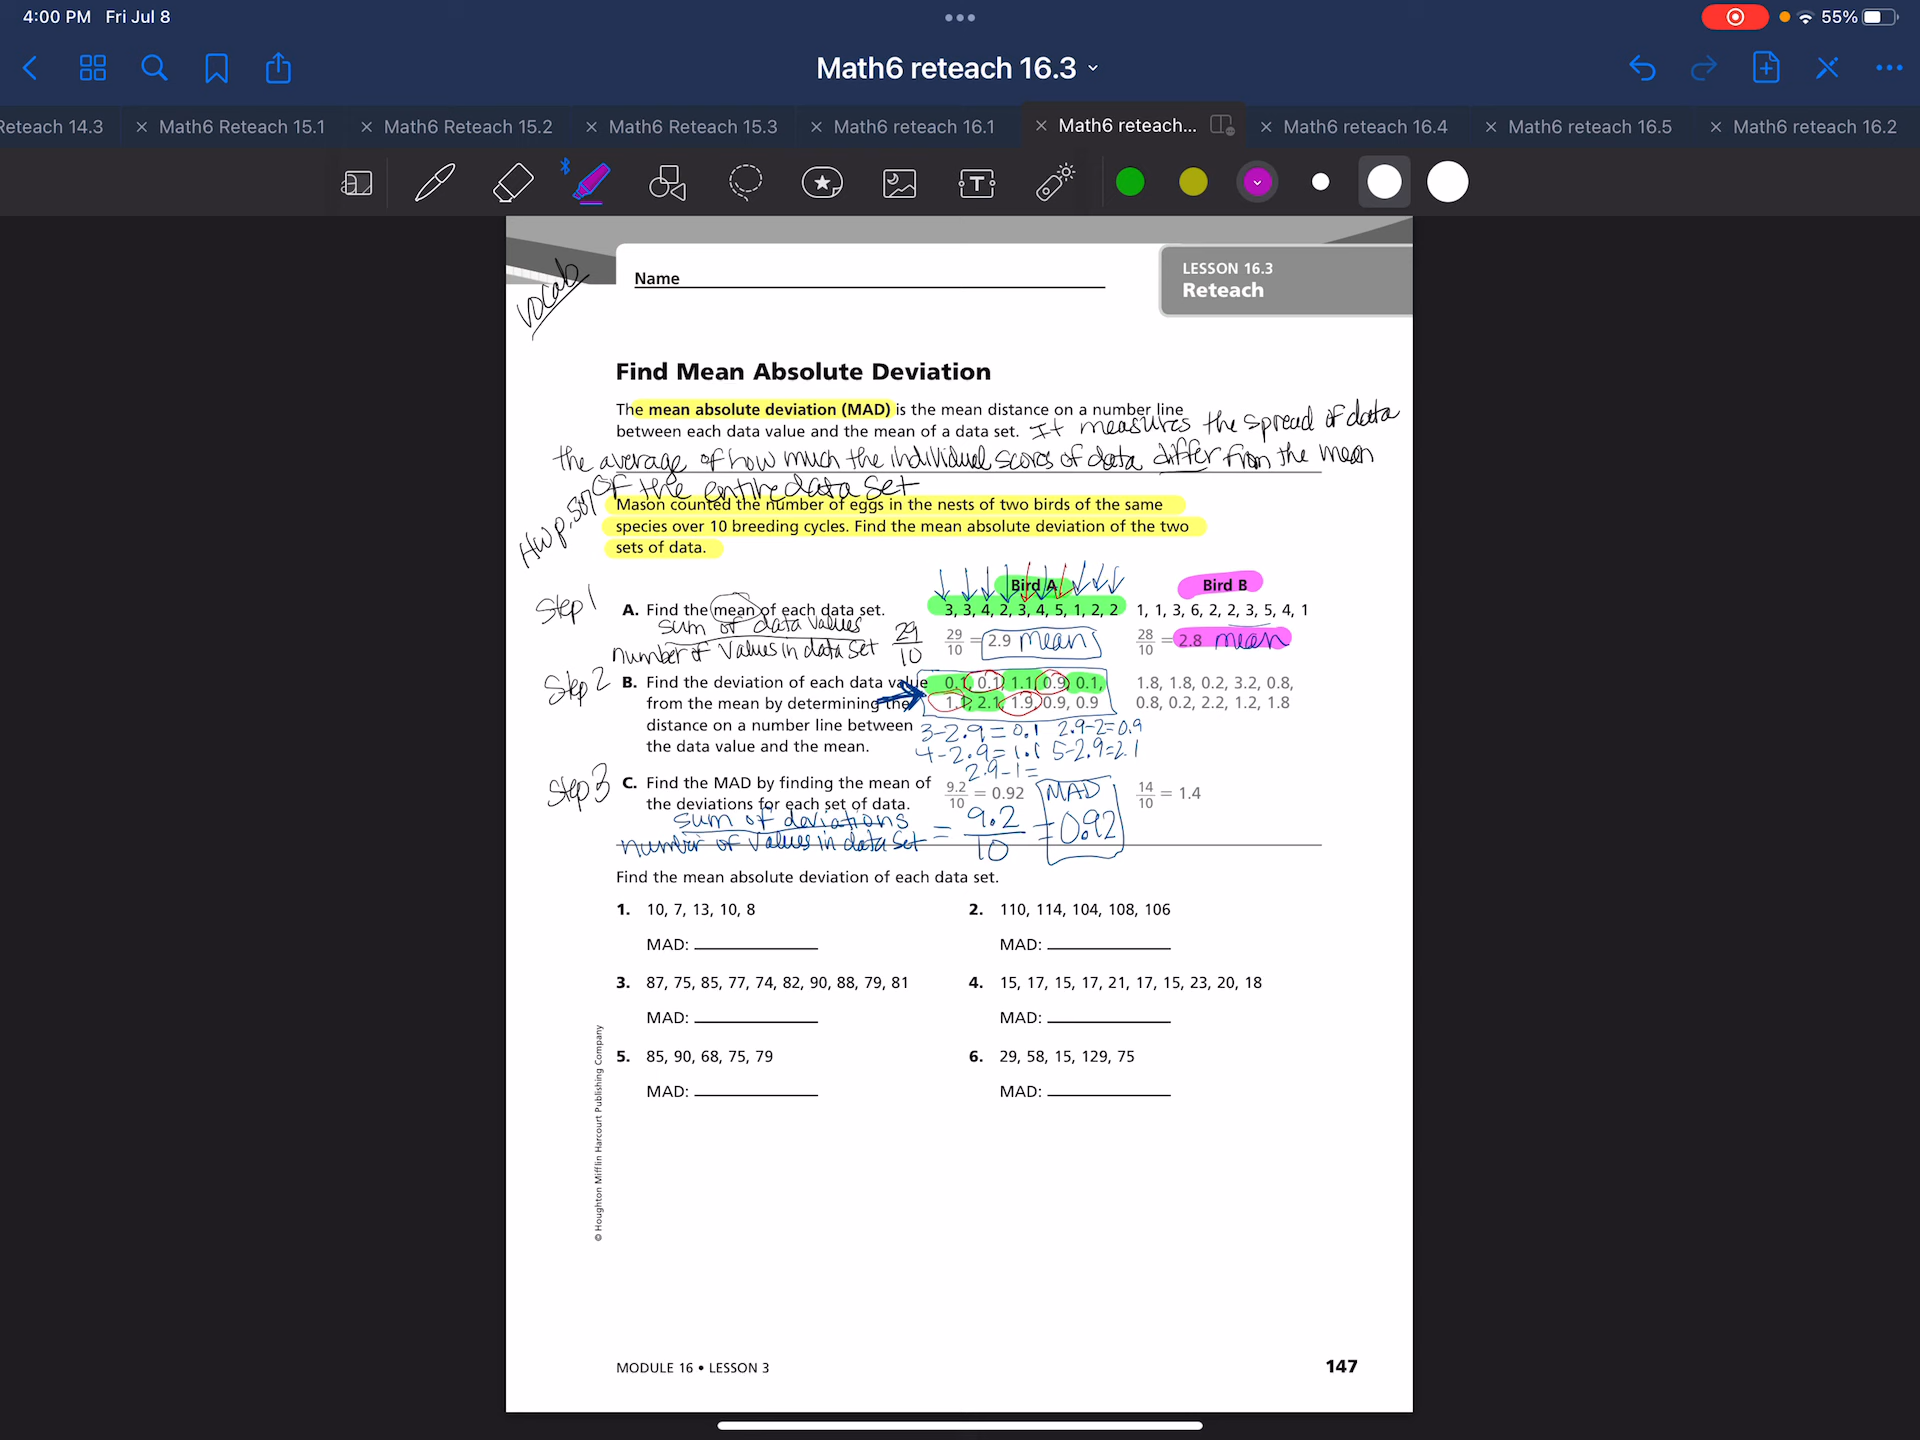 4:00 PM Fri Jul 8
55%
Math6 reteach 16.3
Reteach 14.3 Math6 Reteach 15.1 Math6 Reteach 15.2 Math6 Reteach 15.3 Math6 reteach 16.1 Math6 reteach... Math6 reteach 16.4 Math6 reteach 16.5 Math6 reteach 16.2
vocab
Name
LESSON 16.3
Reteach
Find Mean Absolute Deviation
The mean absolute deviation (MAD) is the mean distance on a number line
between each data value and the mean of a data set. It measures the spread of data
the average of how much the individual scores of data differ from the mean
of the entire data set
HW p.507
Mason counted the number of eggs in the nests of two birds of the same
species over 10 breeding cycles. Find the mean absolute deviation of the two
sets of data.
Bird A Bird B
Step 1
A. Find the mean of each data set. 3, 3, 4, 2, 3, 4, 5, 1, 2, 2 1, 1, 3, 6, 2, 2, 3, 5, 4, 1
sum of data values
number of values in data set
29/10 29/10 = 2.9 mean 28/10 = 2.8 mean
Step 2
B. Find the deviation of each data value 0.1, 0.1, 1.1, 0.9, 0.1, 1.8, 1.8, 0.2, 3.2, 0.8,
from the mean by determining the 1.1, 2.1, 1.9, 0.9, 0.9 0.8, 0.2, 2.2, 1.2, 1.8
distance on a number line between 3-2.9=0.1 2.9-2=0.9
the data value and the mean. 4-2.9=1.1 5-2.9=2.1
2.9-1=
Step 3
C. Find the MAD by finding the mean of 9.2/10 = 0.92 MAD 14/10 = 1.4
the deviations for each set of data.
sum of deviations
number of values in data set = 9.2/10 = 0.92
Find the mean absolute deviation of each data set.
1. 10, 7, 13, 10, 8 2. 110, 114, 104, 108, 106
MAD: MAD:
3. 87, 75, 85, 77, 74, 82, 90, 88, 79, 81 4. 15, 17, 15, 17, 21, 17, 15, 23, 20, 18
MAD: MAD:
5. 85, 90, 68, 75, 79 6. 29, 58, 15, 129, 75
MAD: MAD:
© Houghton Mifflin Harcourt Publishing Company
MODULE 16 • LESSON 3 147